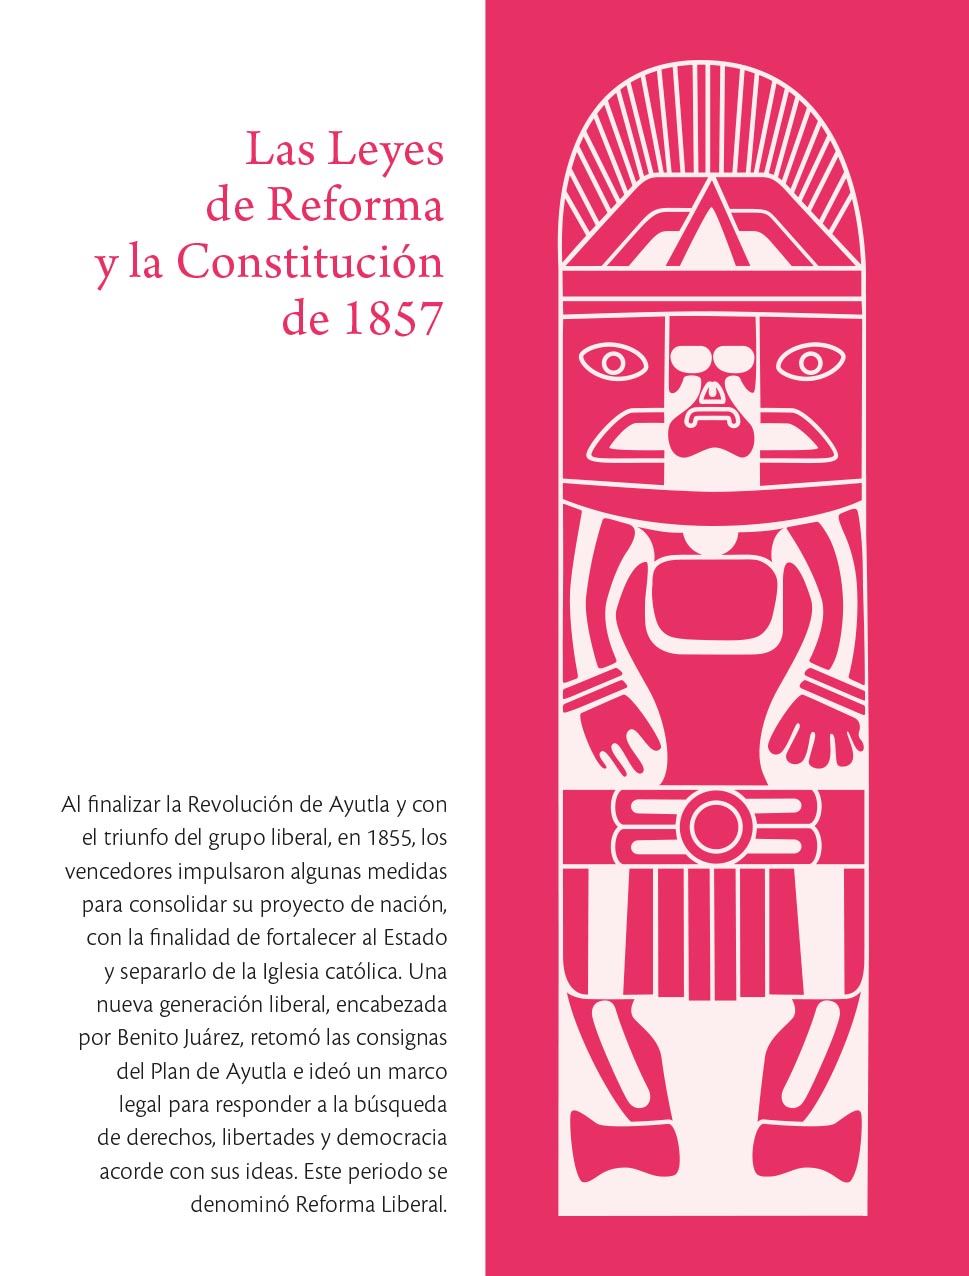 Las Leyes
de Reforma
y la Constitución
de 1857
Al finalizar la Revolución de Ayutla y con
el triunfo del grupo liberal, en 1855, los
vencedores impulsaron algunas medidas
para consolidar su proyecto de nación,
con la finalidad de fortalecer al Estado
y separarlo de la Iglesia católica. Una
nueva generación liberal, encabezada
por Benito Juárez, retomó las consignas
del Plan de Ayutla e ideó un marco
legal para responder a la búsqueda
de derechos, libertades y democracia
acorde con sus ideas. Este periodo se
denominó Reforma Liberal.